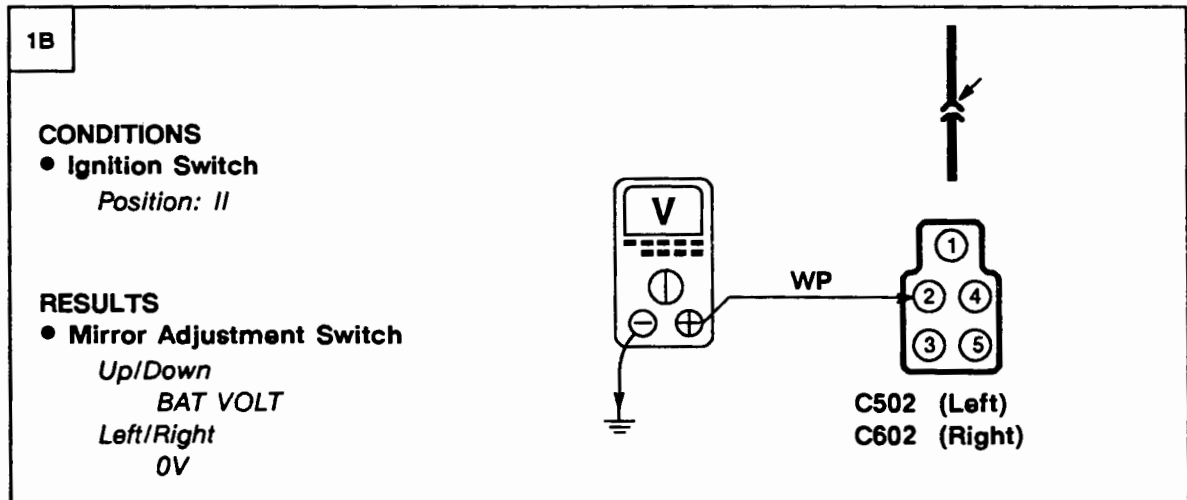 1B
CONDITIONS
● Ignition Switch
Position: II
RESULTS
● Mirror Adjustment Switch
Up/Down
BAT VOLT
Left/Right
0V
V
WP
1
2 4
3 5
C502 (Left)
C602 (Right)